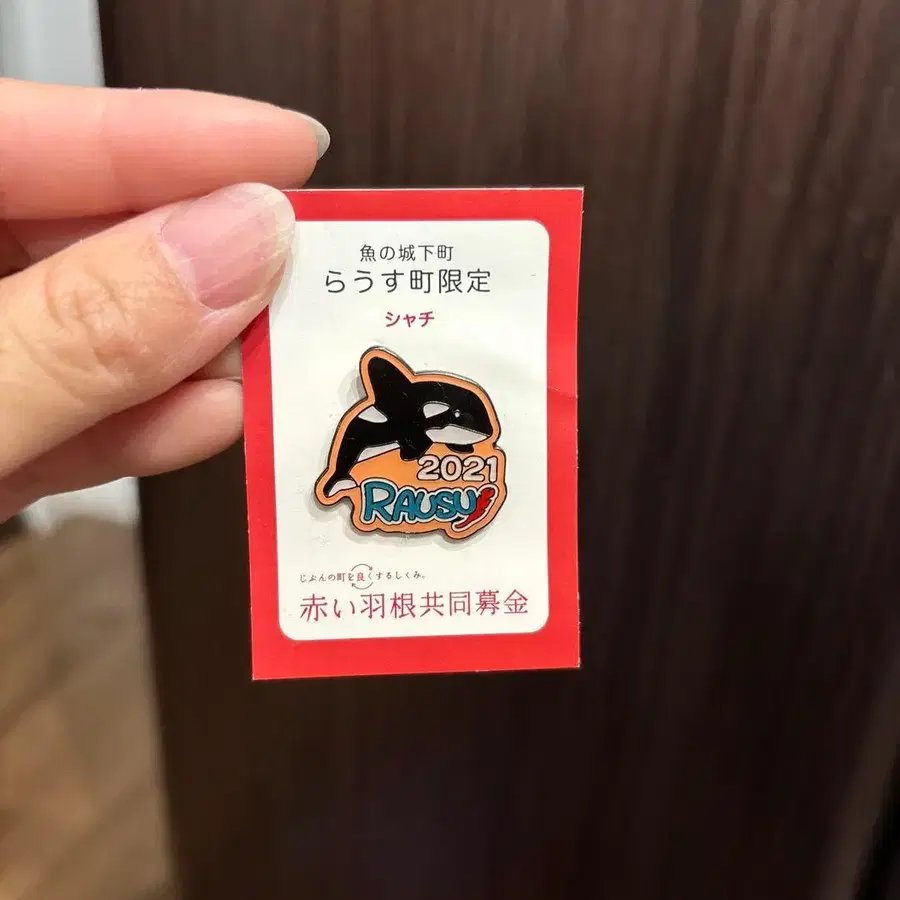 魚の城下町
らうす町限定
シャチ
2021
RAUSU
じぶんの町を良くするしくみ。
赤い羽根共同募金